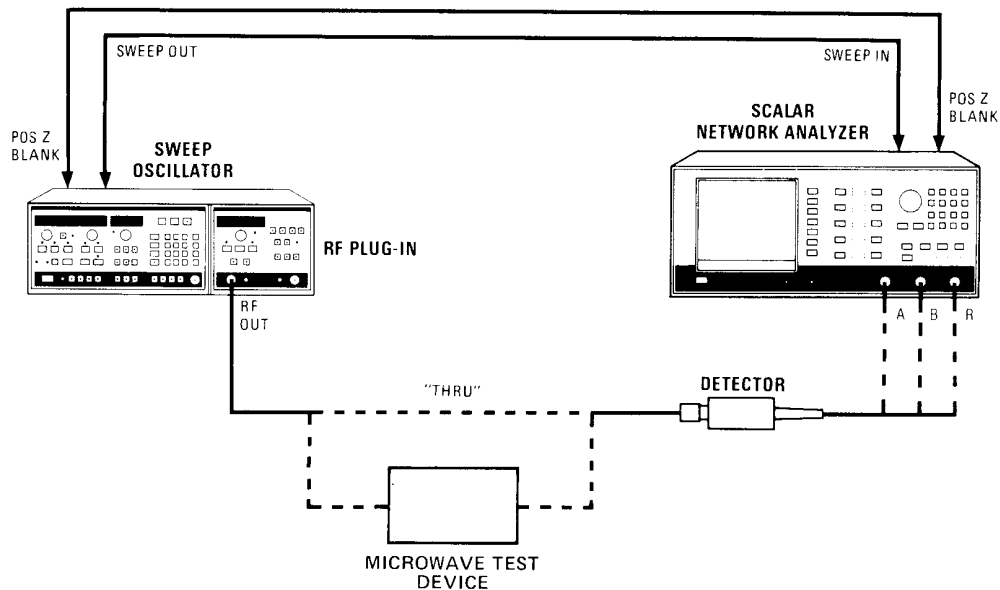 SWEEP OUT
SWEEP IN
POS Z
BLANK
SWEEP
OSCILLATOR
SCALAR
NETWORK ANALYZER
POS Z
BLANK
RF PLUG-IN
RF
OUT
A B R
"THRU"
DETECTOR
MICROWAVE TEST
DEVICE